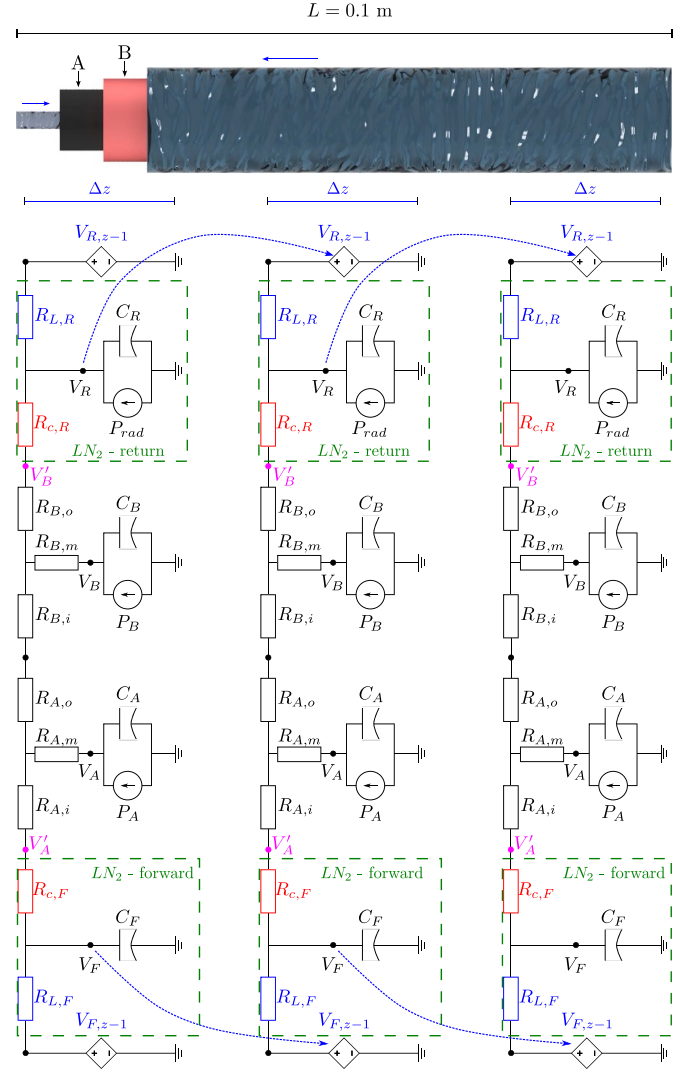 L = 0.1 m
A
B
Δz Δz Δz
V_{R,z−1} V_{R,z−1} V_{R,z−1}
+ - + - + -
R_{L,R} C_R R_{L,R} C_R R_{L,R} C_R
V_R V_R V_R
R_{c,R} P_{rad} R_{c,R} P_{rad} R_{c,R} P_{rad}
LN_2 - return LN_2 - return LN_2 - return
V'_B V'_B V'_B
R_{B,o} C_B R_{B,o} C_B R_{B,o} C_B
R_{B,m} R_{B,m} R_{B,m}
V_B V_B V_B
R_{B,i} P_B R_{B,i} P_B R_{B,i} P_B
R_{A,o} C_A R_{A,o} C_A R_{A,o} C_A
R_{A,m} R_{A,m} R_{A,m}
V_A V_A V_A
R_{A,i} P_A R_{A,i} P_A R_{A,i} P_A
V'_A V'_A V'_A
LN_2 - forward LN_2 - forward LN_2 - forward
R_{c,F} R_{c,F} R_{c,F}
C_F C_F C_F
V_F V_F V_F
R_{L,F} R_{L,F} R_{L,F}
V_{F,z−1} V_{F,z−1} V_{F,z−1}
+ - + - + -